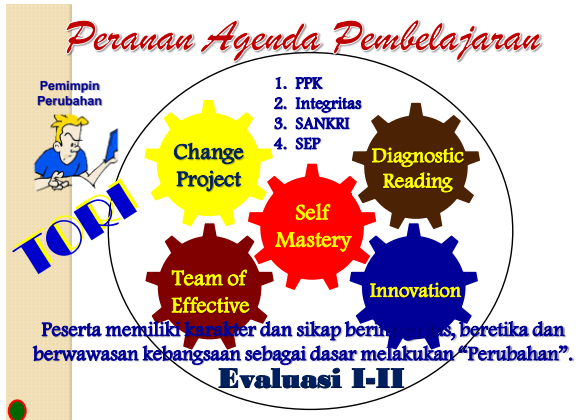 Peranan Agenda Pembelajaran
Pemimpin
Perubahan
1. PPK
2. Integritas
3. SANKRI
4. SEP
Change
Project
Diagnostic
Reading
TORI
Self
Mastery
Team of
Effective
Innovation
Peserta memiliki karakter dan sikap berintegritas, beretika dan
berwawasan kebangsaan sebagai dasar melakukan “Perubahan”.
Evaluasi I-II